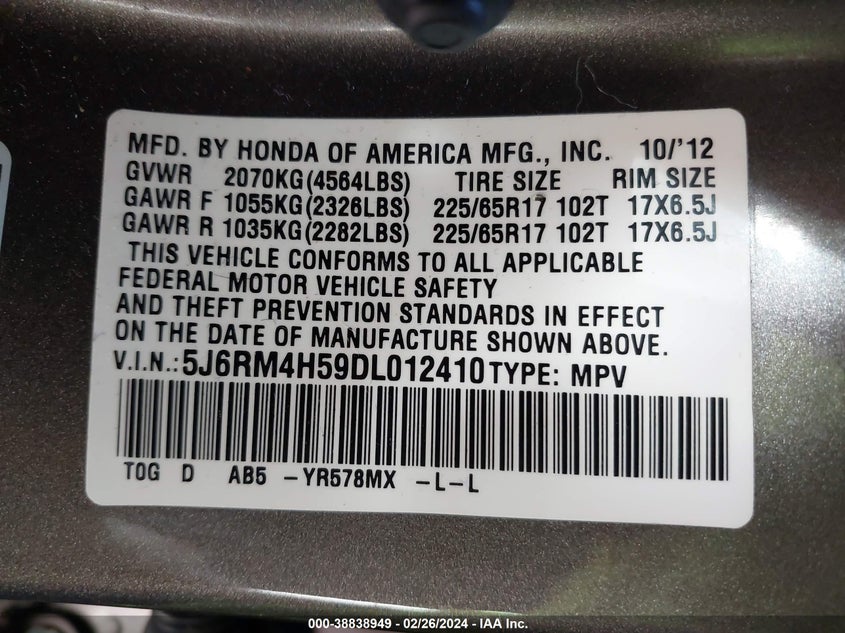 MFD. BY HONDA OF AMERICA MFG., INC. 10/'12
GVWR 2070KG(4564LBS) TIRE SIZE RIM SIZE
GAWR F 1055KG(2326LBS) 225/65R17 102T 17X6.5J
GAWR R 1035KG(2282LBS) 225/65R17 102T 17X6.5J
THIS VEHICLE CONFORMS TO ALL APPLICABLE
FEDERAL MOTOR VEHICLE SAFETY
AND THEFT PREVENTION STANDARDS IN EFFECT
ON THE DATE OF MANUFACTURE SHOWN ABOVE.
V.I.N.:5J6RM4H59DL012410 TYPE: MPV
T0G D AB5 -YR578MX -L-L
000-38838949 - 02/26/2024 - IAA Inc.